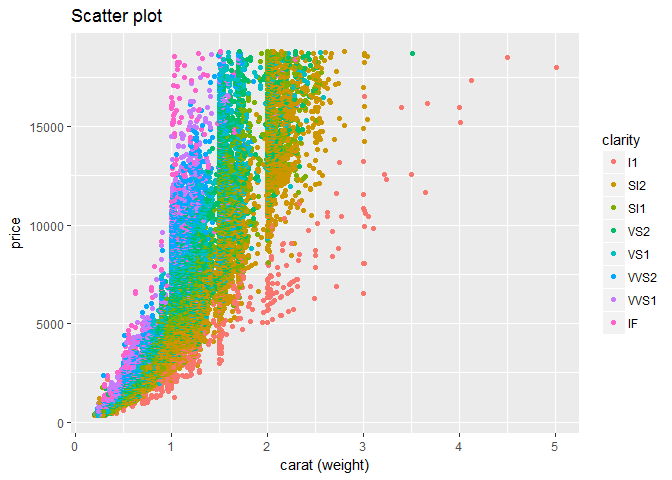 Scatter plot
price
15000
10000
5000
0
0 1 2 3 4 5
carat (weight)
clarity
I1
SI2
SI1
VS2
VS1
VVS2
VVS1
IF